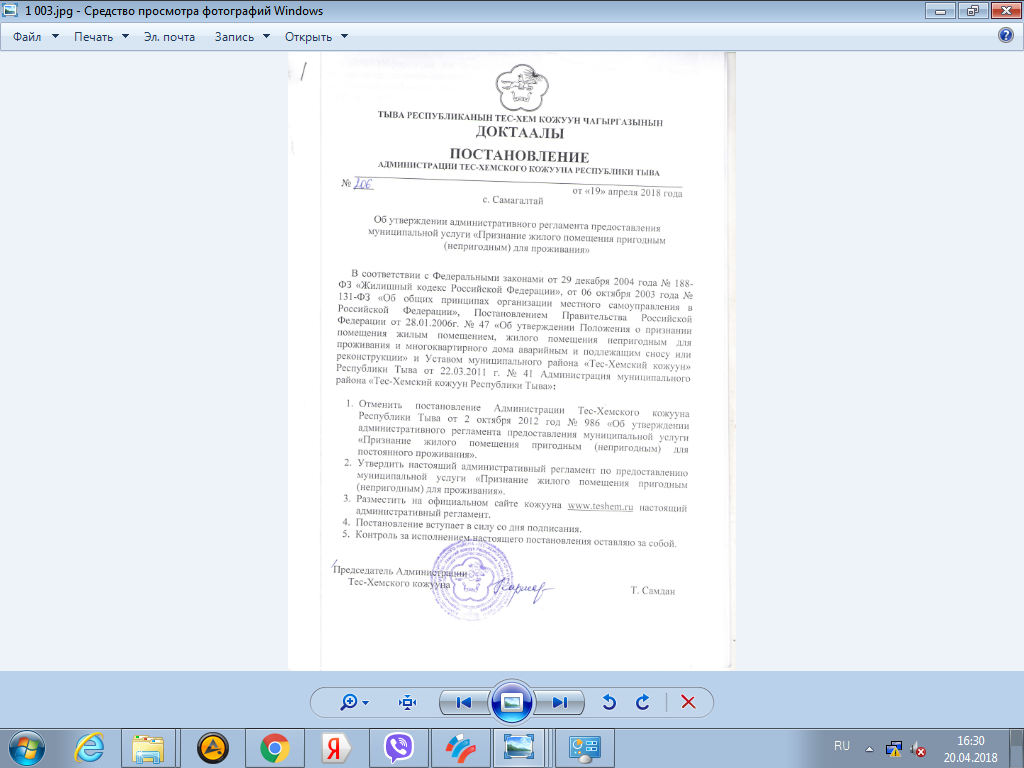 1 003.jpg - Средство просмотра фотографий Windows
Файл Печать Эл. почта Запись Открыть
ТЫВА РЕСПУБЛИКАНЫН ТЕС-ХЕМ КОЖУУН ЧАГЫРГАЗЫНЫН
ДОКТААЛЫ
ПОСТАНОВЛЕНИЕ
АДМИНИСТРАЦИИ ТЕС-ХЕМСКОГО КОЖУУНА РЕСПУБЛИКИ ТЫВА
№
от «19» апреля 2018 года
с. Самагалтай
Об утверждении административного регламента предоставления
муниципальной услуги «Признание жилого помещения пригодным
(непригодным) для проживания»
В соответствии с Федеральными законами от 29 декабря 2004 года № 188-
ФЗ «Жилищный кодекс Российской Федерации», от 06 октября 2003 года №
131-ФЗ «Об общих принципах организации местного самоуправления в
Российской Федерации», Постановлением Правительства Российской
Федерации от 28.01.2006г. № 47 «Об утверждении Положения о признании
помещения жилым помещением, жилого помещения непригодным для
проживания и многоквартирного дома аварийным и подлежащим сносу или
реконструкции» и Уставом муниципального района «Тес-Хемский кожуун»
Республики Тыва от 22.03.2011 г. № 41 Администрация муниципального
района «Тес-Хемский кожуун Республики Тыва»:
1. Отменить постановление Администрации Тес-Хемского кожууна
Республики Тыва от 2 октября 2012 год № 986 «Об утверждении
административного регламента предоставления муниципальной услуги
«Признание жилого помещения пригодным (непригодным) для
постоянного проживания».
2. Утвердить настоящий административный регламент по предоставлению
муниципальной услуги «Признание жилого помещения пригодным
(непригодным) для проживания».
3. Разместить на официальном сайте кожууна www.teshem.ru настоящий
административный регламент.
4. Постановление вступает в силу со дня подписания.
5. Контроль за исполнением настоящего постановления оставляю за собой.
Председатель Администрации
Тес-Хемского кожууна
Т. Самдан
RU
16:30
20.04.2018